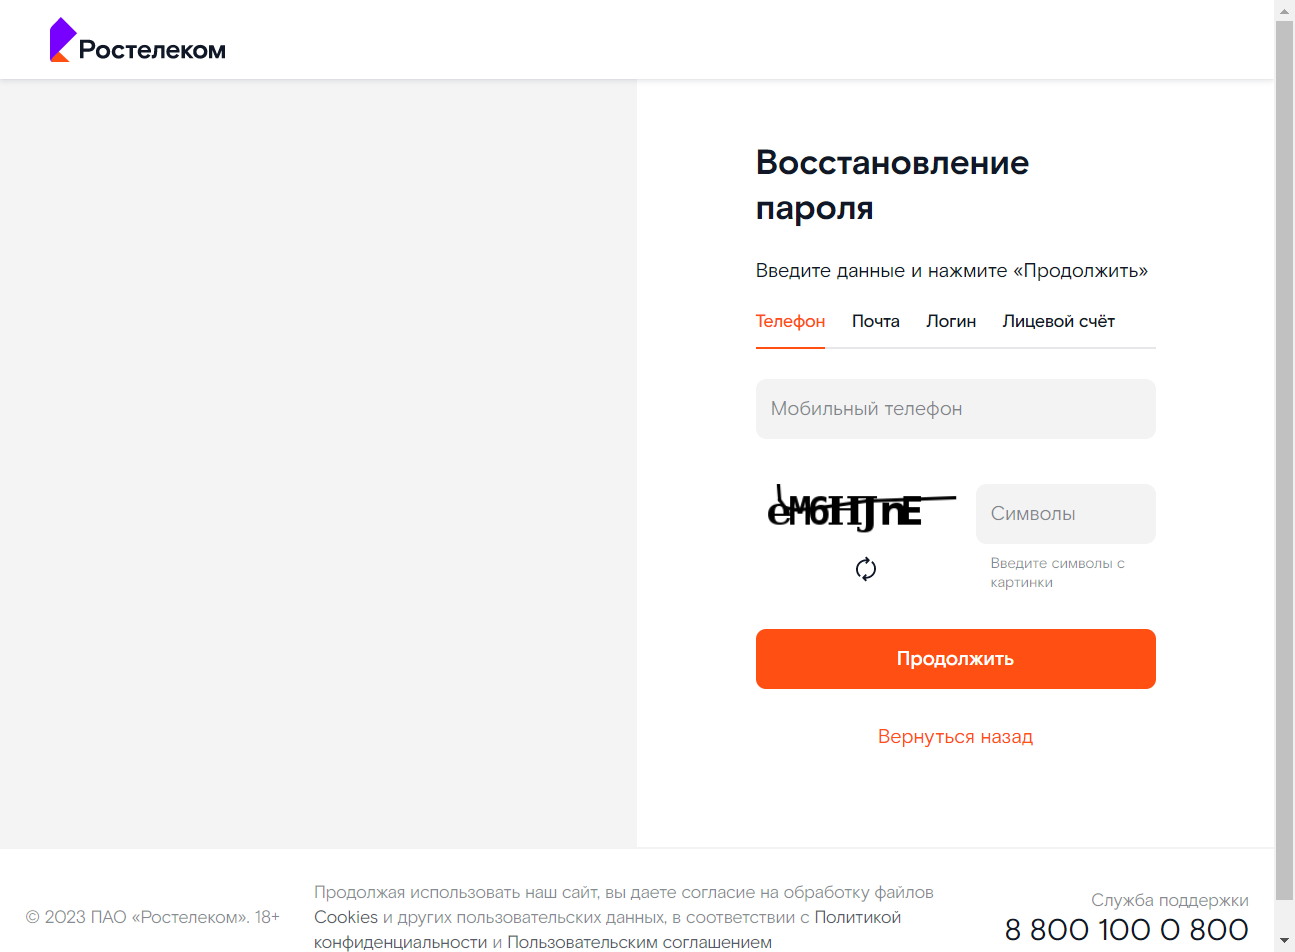 Ростелеком
Восстановление
пароля
Введите данные и нажмите «Продолжить»
Телефон Почта Логин Лицевой счёт
Мобильный телефон
Символы
Введите символы с
картинки
Продолжить
Вернуться назад
© 2023 ПАО «Ростелеком». 18+
Продолжая использовать наш сайт, вы даете согласие на обработку файлов
Cookies и других пользовательских данных, в соответствии с Политикой
конфиденциальности и Пользовательским соглашением
Служба поддержки
8 800 100 0 800